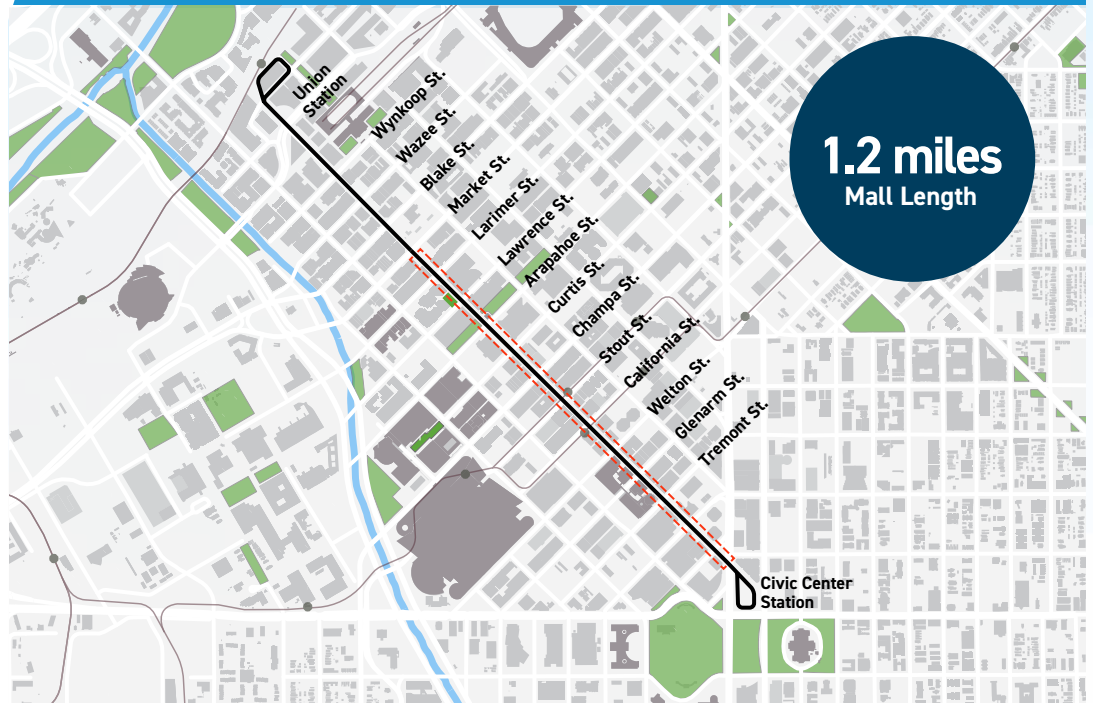 Union
Station
Wynkoop St.
Wazee St.
Blake St.
Market St.
Larimer St.
Lawrence St.
Arapahoe St.
Curtis St.
Champa St.
Stout St.
California St.
Welton St.
Glenarm St.
Tremont St.
1.2 miles
Mall Length
Civic Center
Station